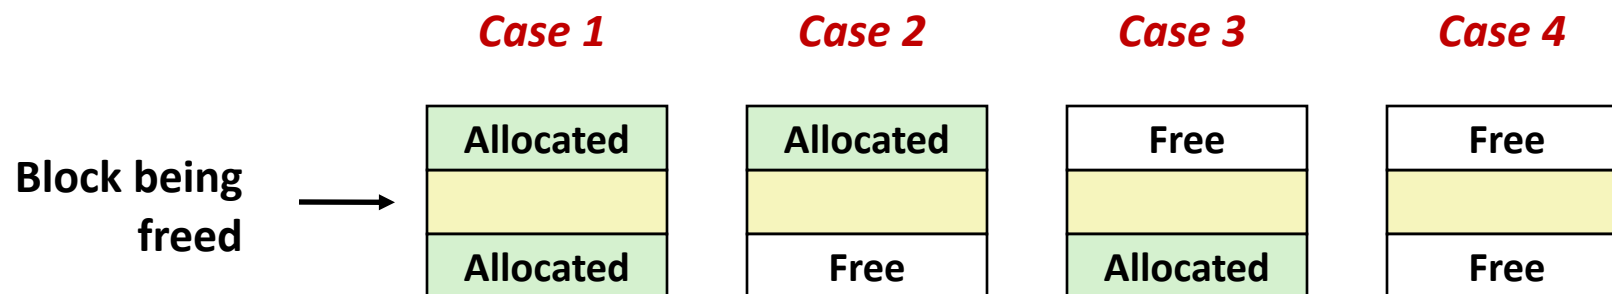 Case 1 Case 2 Case 3 Case 4
Allocated Allocated Free Free
Block being
freed
Allocated Free Allocated Free